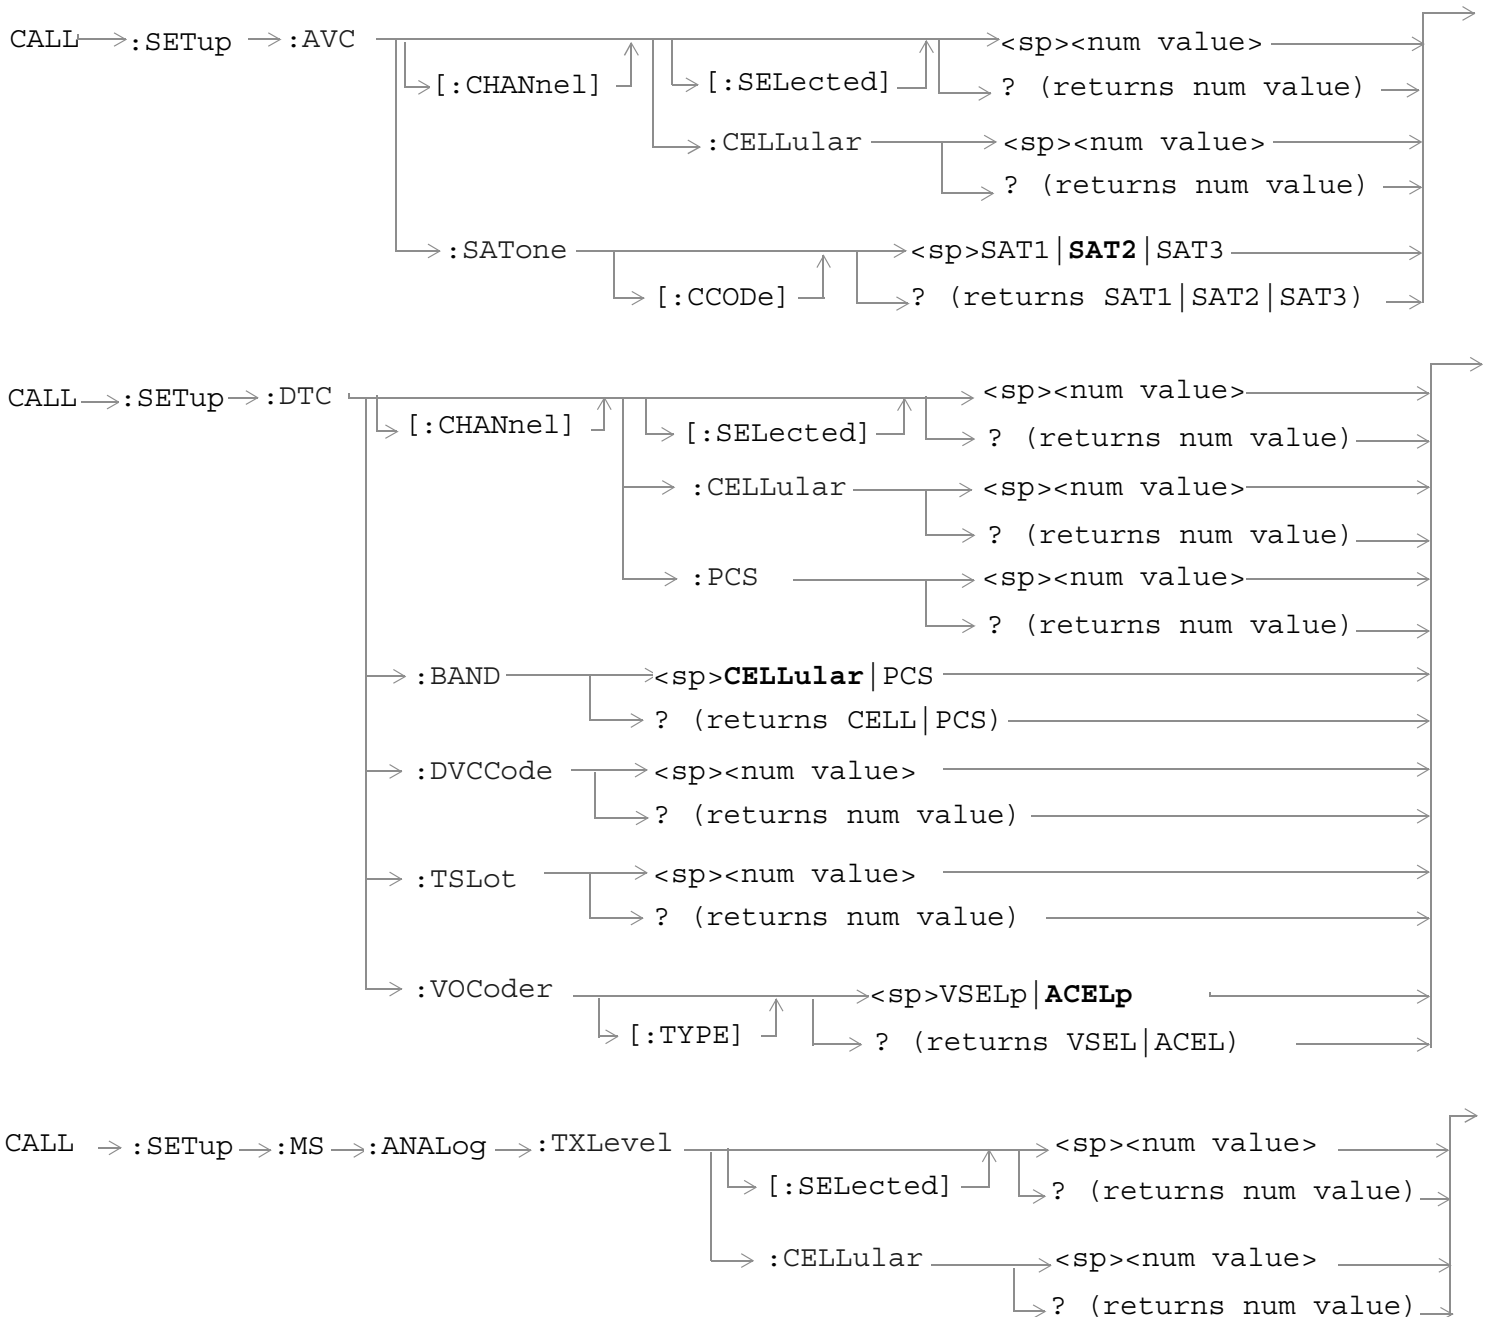 CALL :SETup :AVC <sp><num value>
[:CHANnel] [:SELected] ? (returns num value)
:CELLular <sp><num value>
? (returns num value)
:SATone <sp>SAT1|SAT2|SAT3
[:CCODe] ? (returns SAT1|SAT2|SAT3)
CALL :SETup :DTC <sp><num value>
[:CHANnel] [:SELected] ? (returns num value)
:CELLular <sp><num value>
? (returns num value)
:PCS <sp><num value>
? (returns num value)
:BAND <sp>CELLular|PCS
? (returns CELL|PCS)
:DVCCode <sp><num value>
? (returns num value)
:TSLot <sp><num value>
? (returns num value)
:VOCoder <sp>VSELp|ACELp
[:TYPE] ? (returns VSEL|ACEL)
CALL :SETup :MS :ANALog :TXLevel <sp><num value>
[:SELected] ? (returns num value)
:CELLular <sp><num value>
? (returns num value)